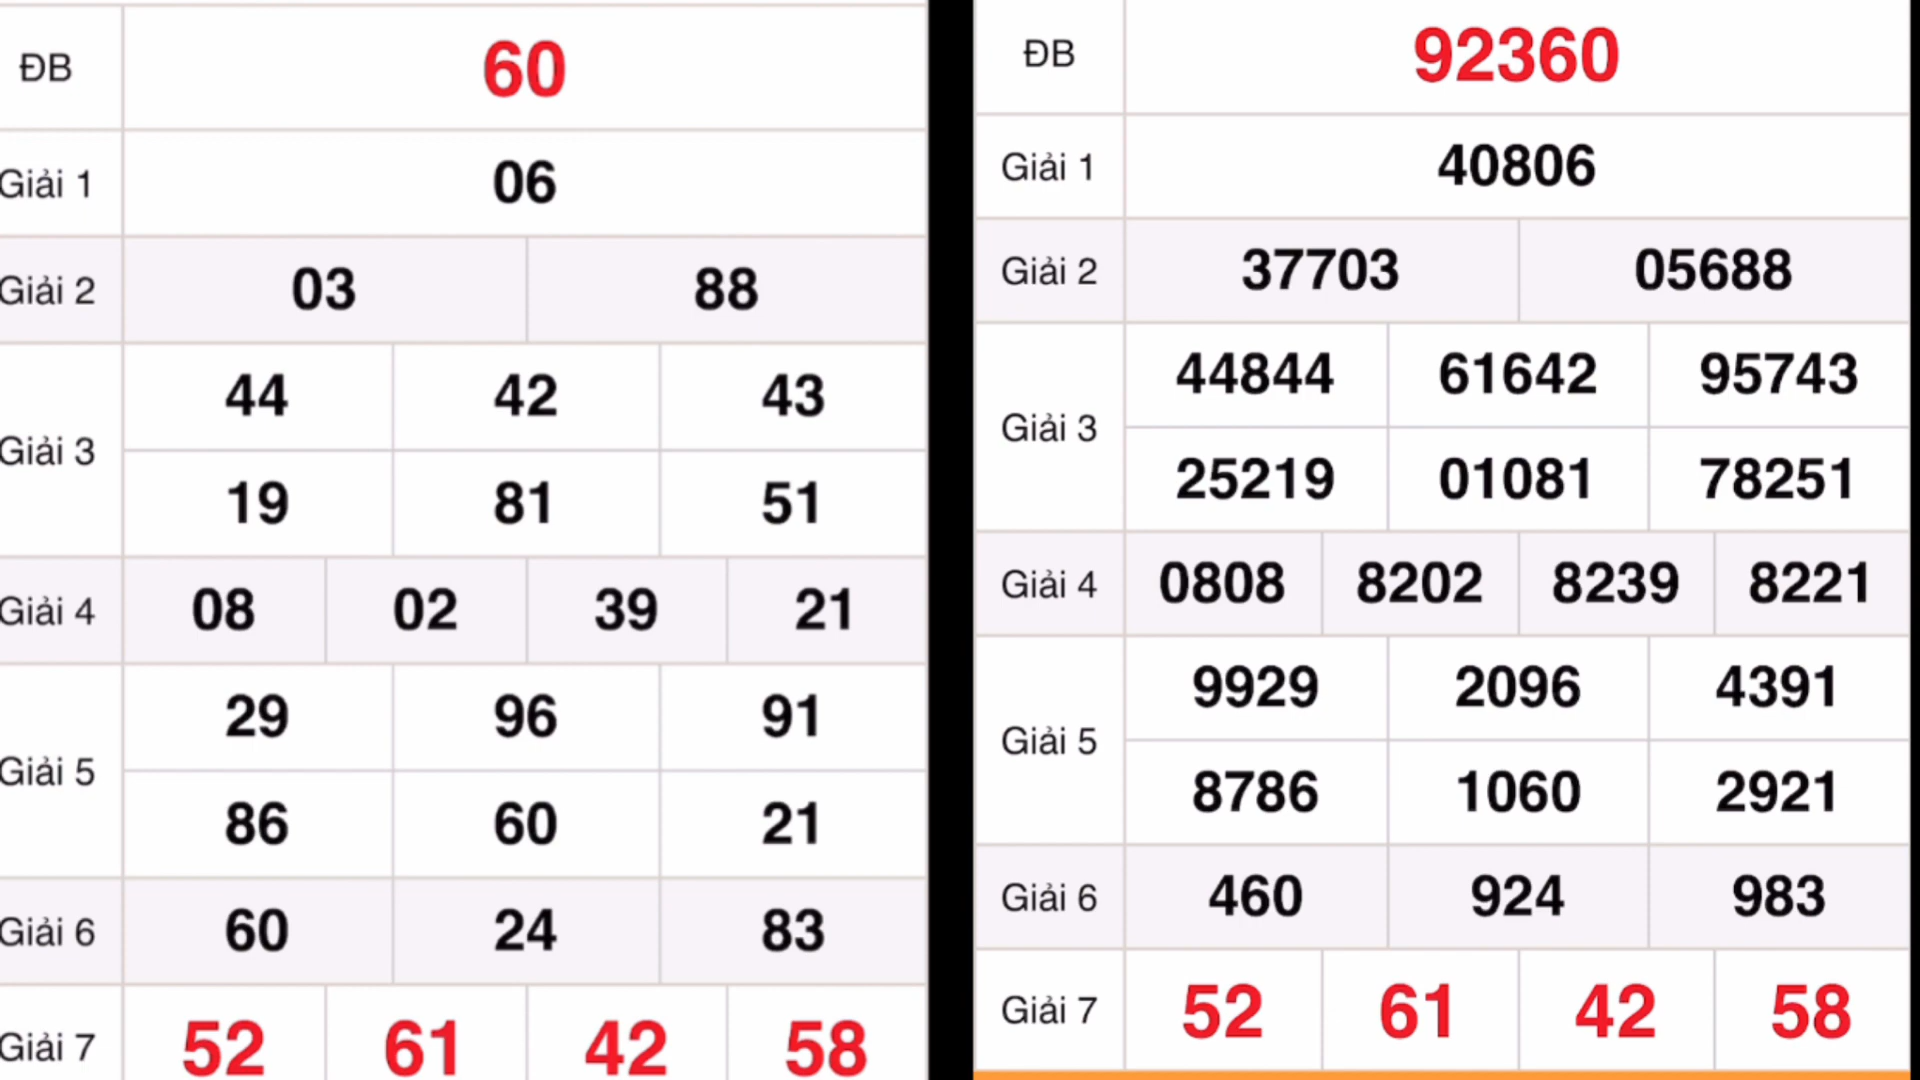 ĐB 60
Giải 1 06
Giải 2 03 88
44 42 43
Giải 3
19 81 51
Giải 4 08 02 39 21
29 96 91
Giải 5
86 60 21
Giải 6 60 24 83
Giải 7 52 61 42 58
ĐB 92360
Giải 1 40806
Giải 2 37703 05688
44844 61642 95743
Giải 3
25219 01081 78251
Giải 4 0808 8202 8239 8221
9929 2096 4391
Giải 5
8786 1060 2921
Giải 6 460 924 983
Giải 7 52 61 42 58